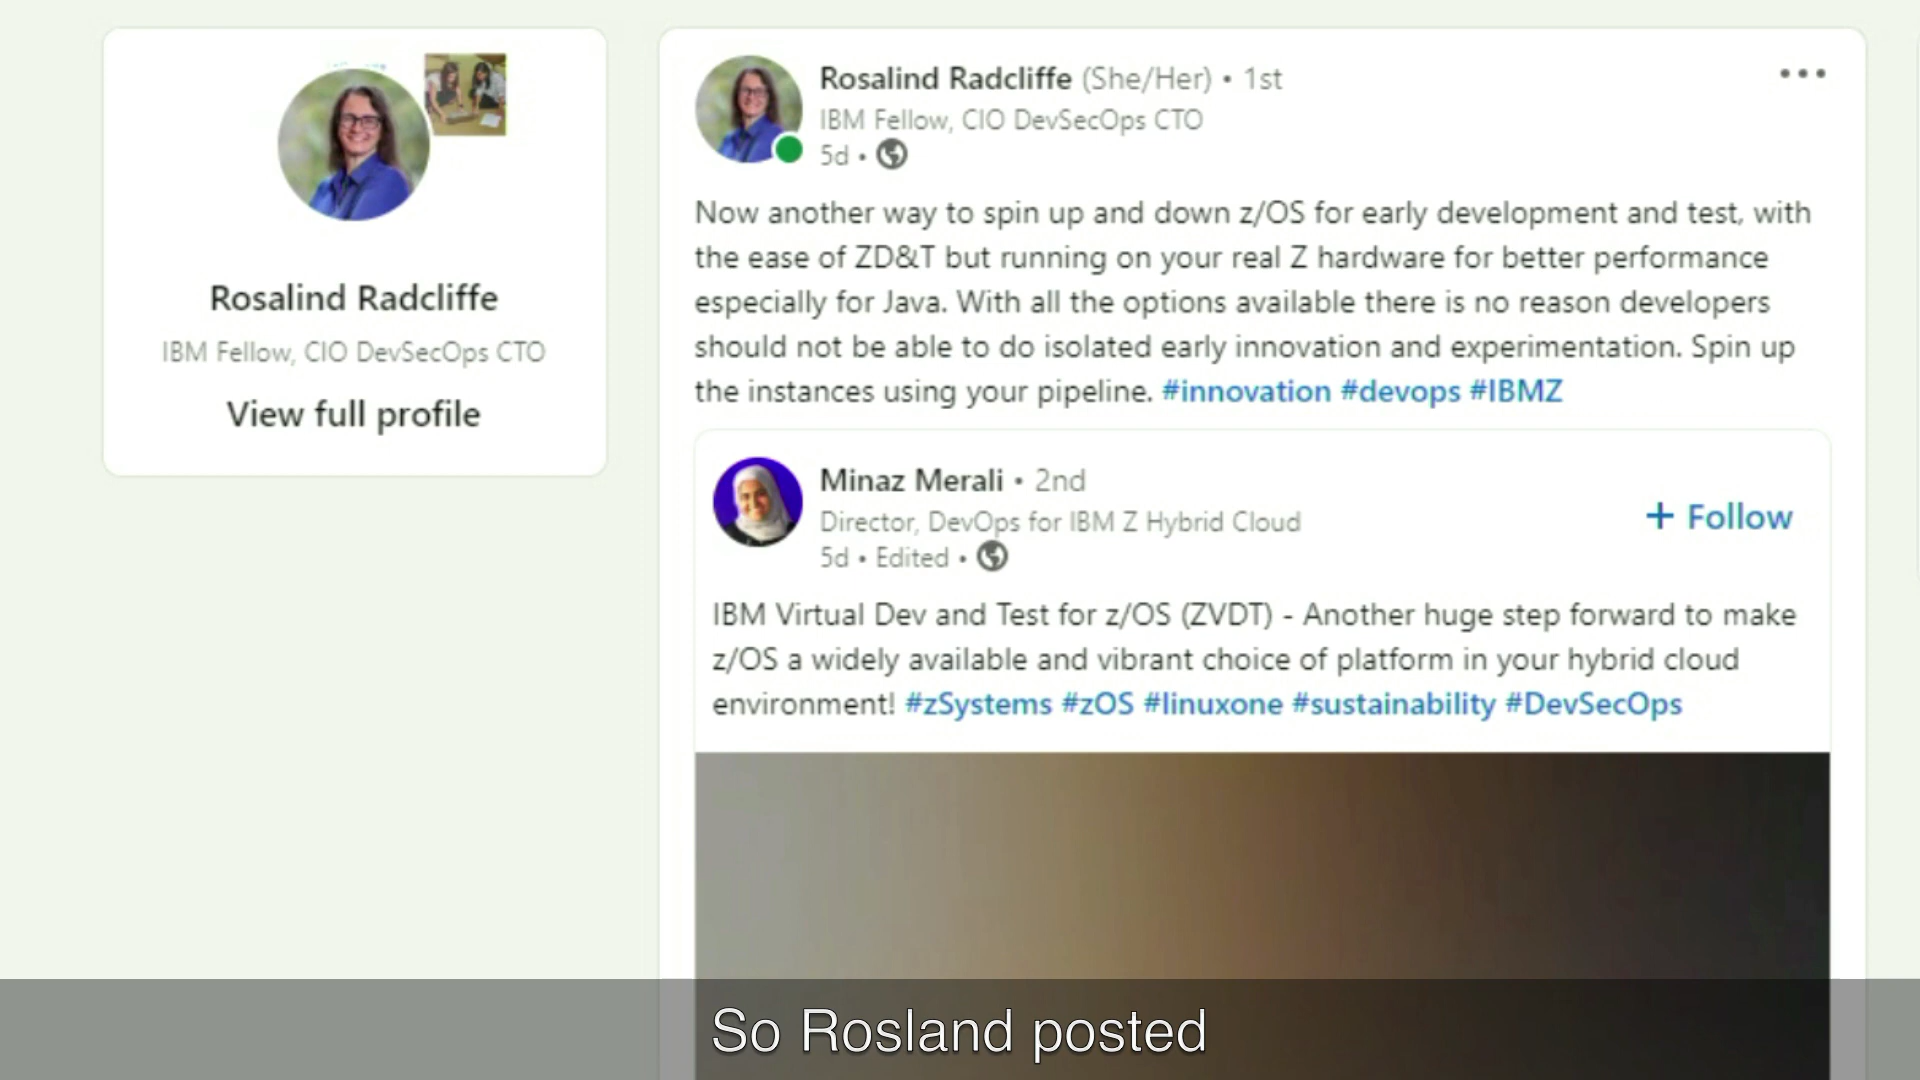 Rosalind Radcliffe
IBM Fellow, CIO DevSecOps CTO
View full profile
Rosalind Radcliffe (She/Her) • 1st
IBM Fellow, CIO DevSecOps CTO
5d •
Now another way to spin up and down z/OS for early development and test, with
the ease of ZD&T but running on your real Z hardware for better performance
especially for Java. With all the options available there is no reason developers
should not be able to do isolated early innovation and experimentation. Spin up
the instances using your pipeline. #innovation #devops #IBMZ
Minaz Merali • 2nd
Director, DevOps for IBM Z Hybrid Cloud
5d • Edited •
+ Follow
IBM Virtual Dev and Test for z/OS (ZVDT) - Another huge step forward to make
z/OS a widely available and vibrant choice of platform in your hybrid cloud
environment! #zSystems #zOS #linuxone #sustainability #DevSecOps
So Rosland posted